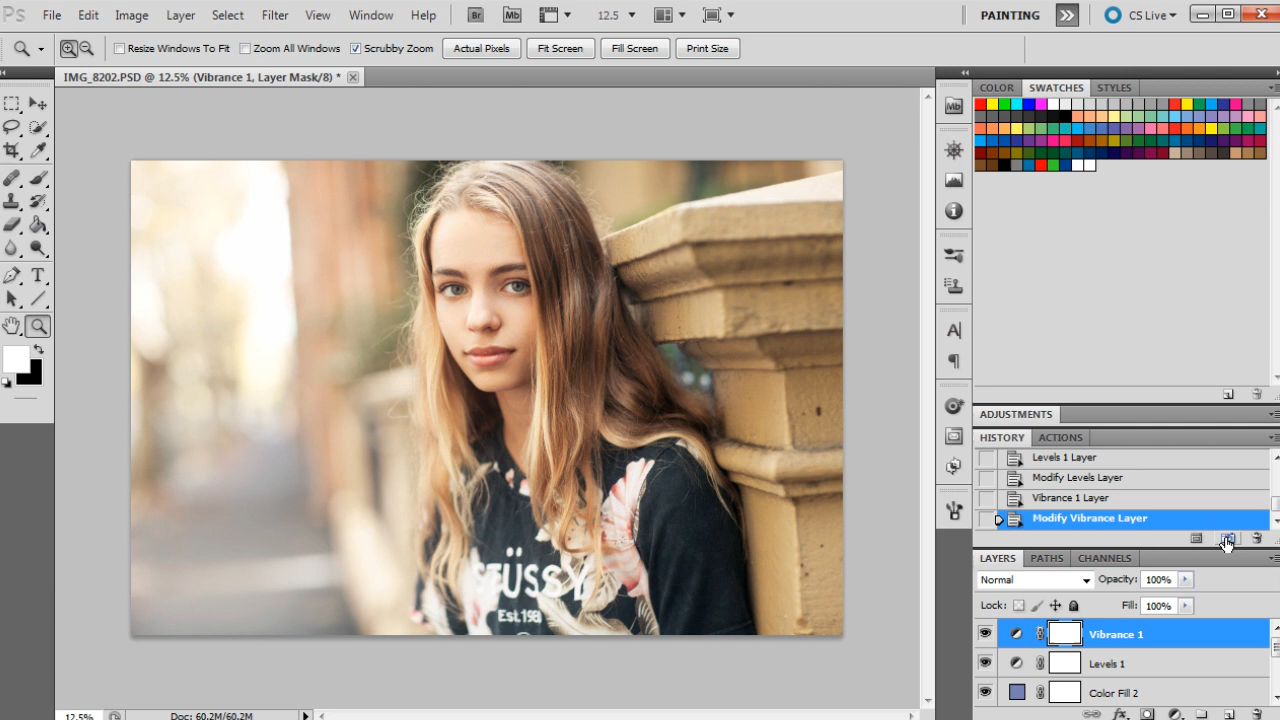 Ps File Edit Image Layer Select Filter View Window Help Br Mb 12.5 PAINTING CS Live
Resize Windows To Fit Zoom All Windows Scrubby Zoom Actual Pixels Fit Screen Fill Screen Print Size
IMG_8202.PSD @ 12.5% (Vibrance 1, Layer Mask/8) *
COLOR SWATCHES STYLES
Mb
ADJUSTMENTS
HISTORY ACTIONS
Levels 1 Layer
Modify Levels Layer
Vibrance 1 Layer
Modify Vibrance Layer
LAYERS PATHS CHANNELS
Normal Opacity: 100%
Lock: Fill: 100%
Vibrance 1
Levels 1
Color Fill 2
STÜSSY
Est.198
12.5% Doc: 60.2M/60.2M